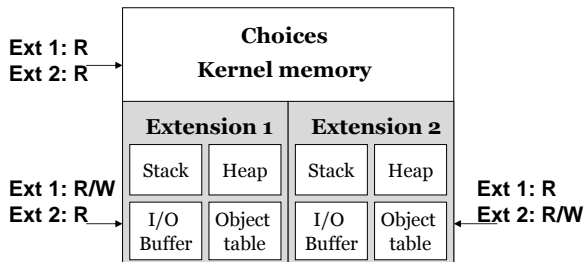 Choices
Kernel memory
Ext 1: R
Ext 2: R
Extension 1
Extension 2
Stack
Heap
Stack
Heap
Ext 1: R/W
Ext 2: R
I/O
Buffer
Object
table
I/O
Buffer
Object
table
Ext 1: R
Ext 2: R/W